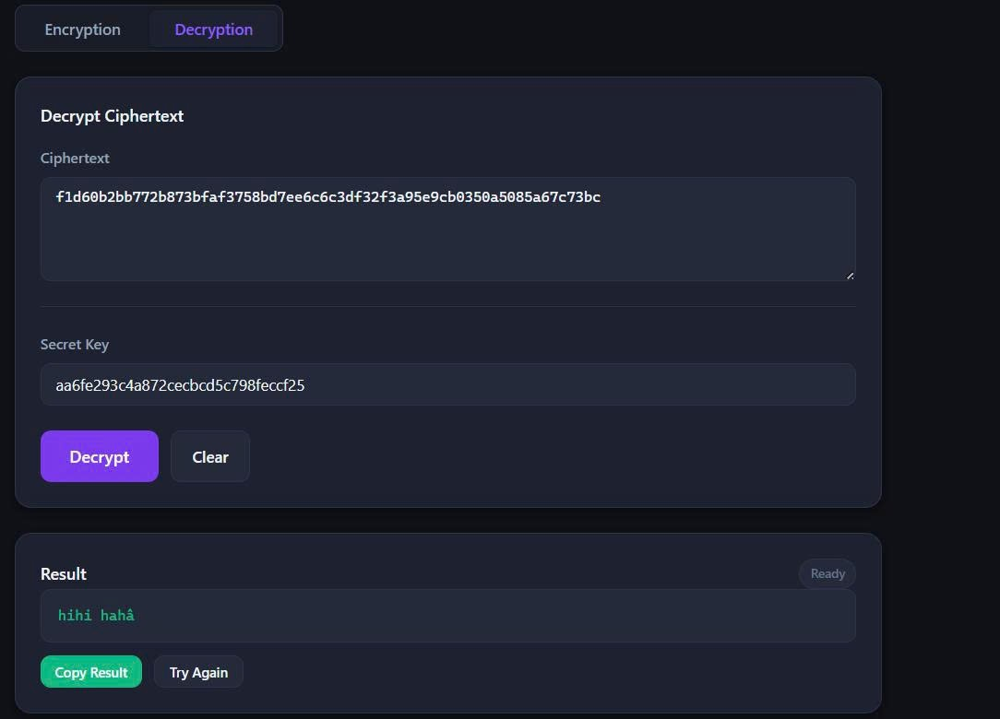 Encryption Decryption
Decrypt Ciphertext
Ciphertext
f1d60b2bb772b873bfaf3758bd7ee6c6c3df32f3a95e9cb0350a5085a67c73bc
Secret Key
aa6fe293c4a872cecbcd5c798feccf25
Decrypt Clear
Result Ready
hihi hahâ
Copy Result Try Again